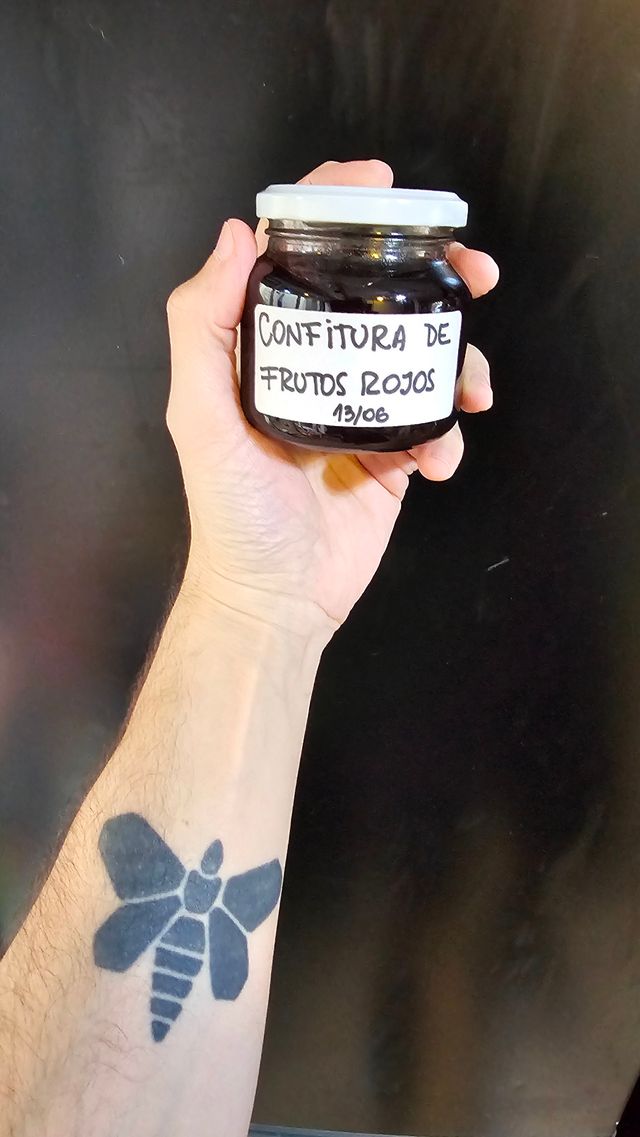 CONFITURA DE
FRUTOS ROJOS
13/06